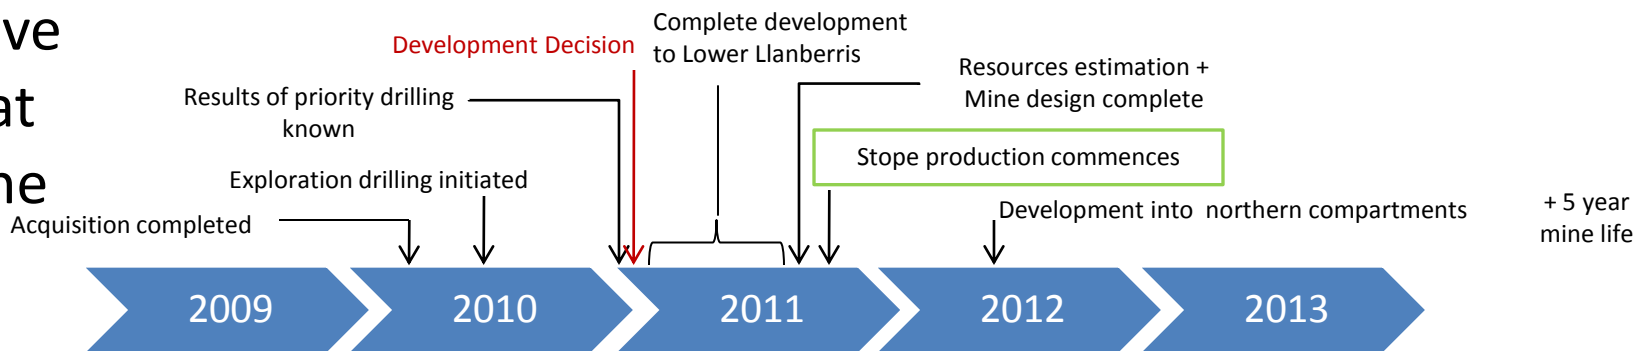 ve
at
ne
Development Decision
Complete development
to Lower Llanberris
Results of priority drilling
known
Resources estimation +
Mine design complete
Stope production commences
Exploration drilling initiated
Acquisition completed
Development into northern compartments
+ 5 year
mine life
2009
2010
2011
2012
2013